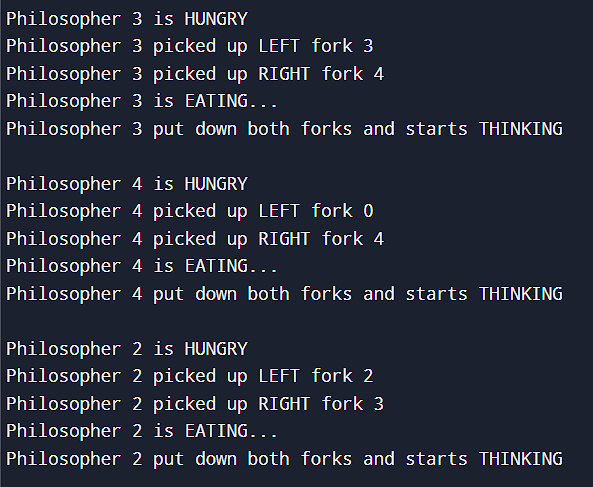 Philosopher 3 is HUNGRY
Philosopher 3 picked up LEFT fork 3
Philosopher 3 picked up RIGHT fork 4
Philosopher 3 is EATING...
Philosopher 3 put down both forks and starts THINKING
Philosopher 4 is HUNGRY
Philosopher 4 picked up LEFT fork 0
Philosopher 4 picked up RIGHT fork 4
Philosopher 4 is EATING...
Philosopher 4 put down both forks and starts THINKING
Philosopher 2 is HUNGRY
Philosopher 2 picked up LEFT fork 2
Philosopher 2 picked up RIGHT fork 3
Philosopher 2 is EATING...
Philosopher 2 put down both forks and starts THINKING